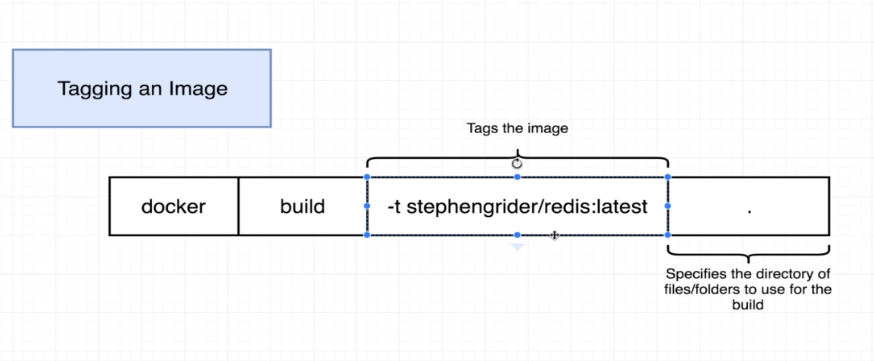 Tagging an Image
Tags the image
docker
build
-t stephengrider/redis:latest
.
Specifies the directory of
files/folders to use for the
build